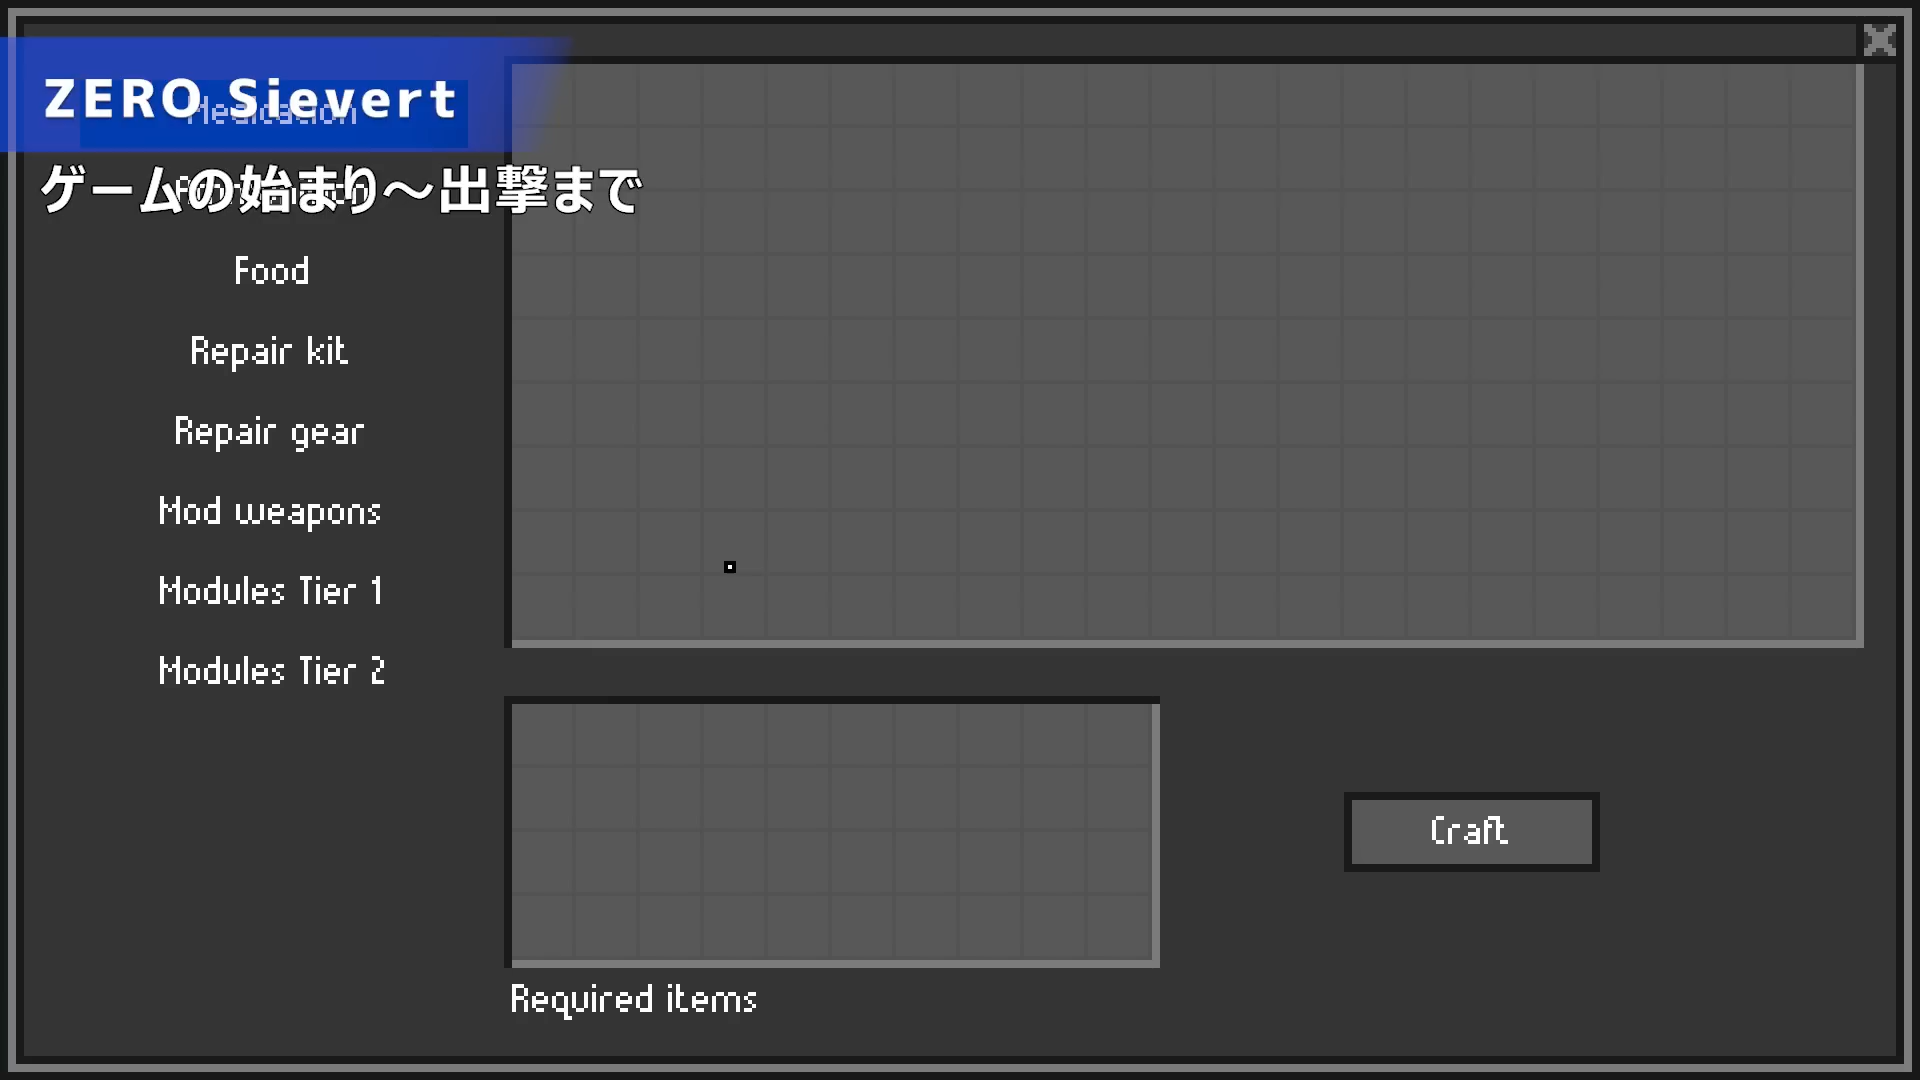 ZERO Sievert
Medication
ゲームの始まり～出撃まで
Food
Repair kit
Repair gear
Mod weapons
Modules Tier 1
Modules Tier 2
Craft
Required items